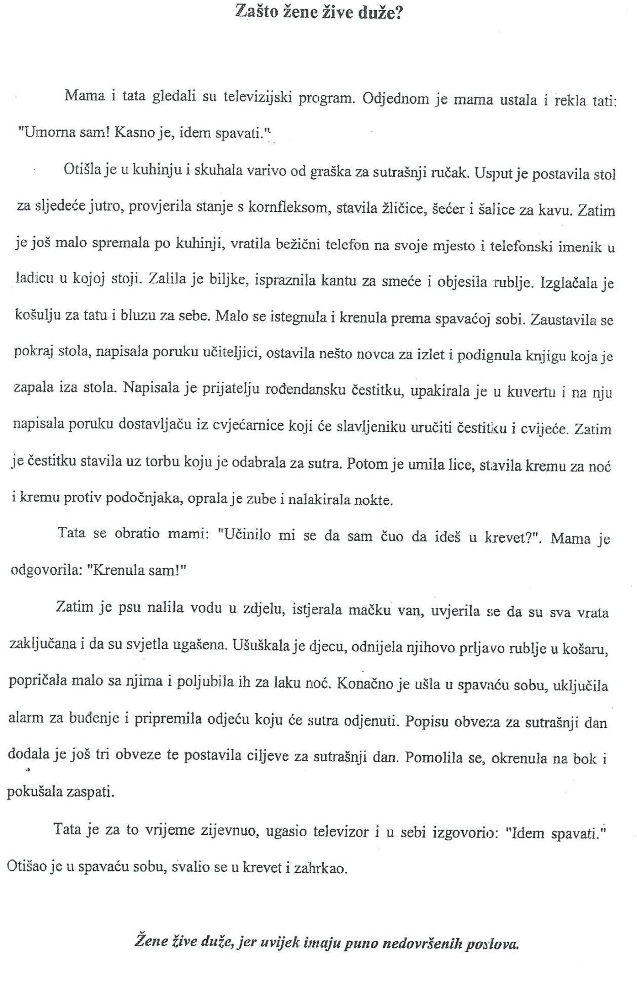 Zašto žene žive duže?
Mama i tata gledali su televizijski program. Odjednom je mama ustala i rekla tati:
"Umorna sam! Kasno je, idem spavati."
Otišla je u kuhinju i skuhala varivo od graška za sutrašnji ručak. Usput je postavila stol
za sljedeće jutro, provjerila stanje s kornfleksom, stavila žličice, šećer i šalice za kavu. Zatim
je još malo spremala po kuhinji, vratila bežični telefon na svoje mjesto i telefonski imenik u
ladicu u kojoj stoji. Zalila je biljke, ispraznila kantu za smeće i objesila rublje. Izglačala je
košulju za tatu i bluzu za sebe. Malo se istegnula i krenula prema spavaćoj sobi. Zaustavila se
pokraj stola, napisala poruku učiteljici, ostavila nešto novca za izlet i podignula knjigu koja je
zapala iza stola. Napisala je prijatelju rođendansku čestitku, upakirala je u kuvertu i na nju
napisala poruku dostavljaču iz cvjećarnice koji će slavljeniku uručiti čestitku i cvijeće. Zatim
je čestitku stavila uz torbu koju je odabrala za sutra. Potom je umila lice, stavila kremu za noć
i kremu protiv podočnjaka, oprala je zube i nalakirala nokte.
Tata se obratio mami: "Učinilo mi se da sam čuo da ideš u krevet?". Mama je
odgovorila: "Krenula sam!"
Zatim je psu nalila vodu u zdjelu, istjerala mačku van, uvjerila se da su sva vrata
zaključana i da su svjetla ugašena. Ušuškala je djecu, odnijela njihovo prljavo rublje u košaru,
popričala malo sa njima i poljubila ih za laku noć. Konačno je ušla u spavaću sobu, uključila
alarm za buđenje i pripremila odjeću koju će sutra odjenuti. Popisu obveza za sutrašnji dan
dodala je još tri obveze te postavila ciljeve za sutrašnji dan. Pomolila se, okrenula na bok i
pokušala zaspati.
Tata je za to vrijeme zijevnuo, ugasio televizor i u sebi izgovorio: "Idem spavati."
Otišao je u spavaću sobu, svalio se u krevet i zahrkao.
Žene žive duže, jer uvijek imaju puno nedovršenih poslova.